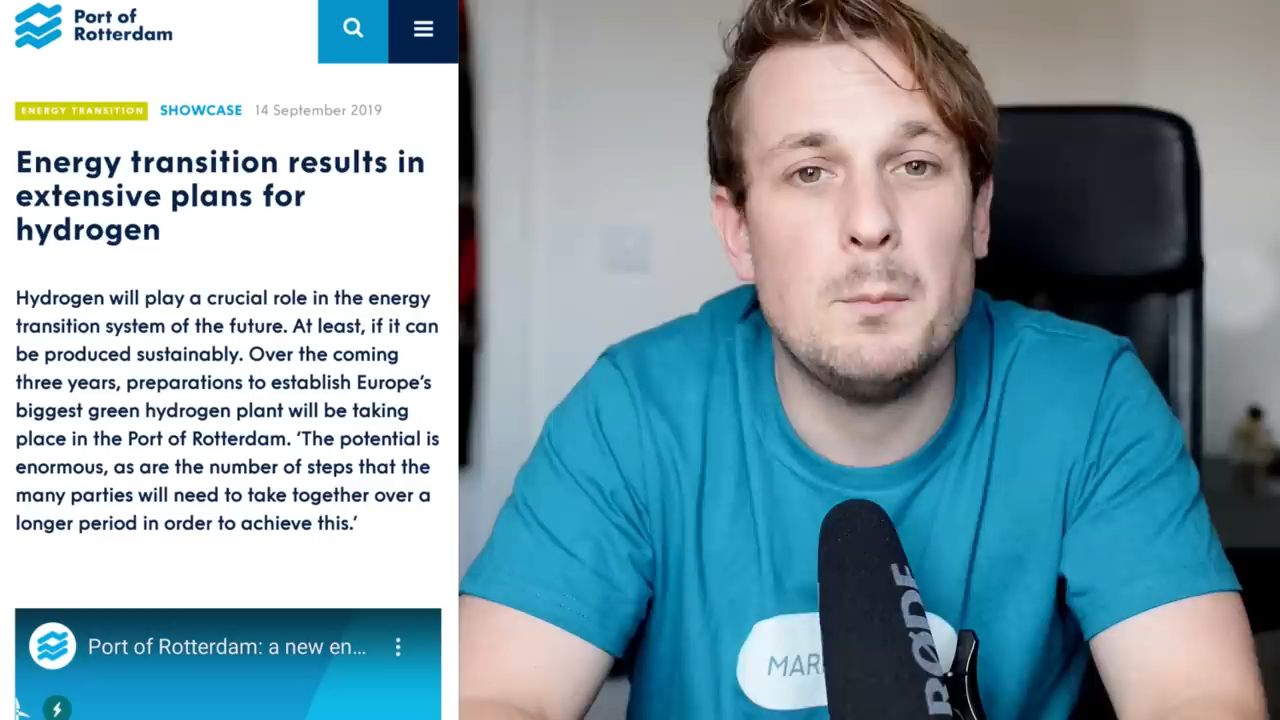 Port of
Rotterdam
ENERGY TRANSITION SHOWCASE 14 September 2019
Energy transition results in
extensive plans for
hydrogen
Hydrogen will play a crucial role in the energy
transition system of the future. At least, if it can
be produced sustainably. Over the coming
three years, preparations to establish Europe's
biggest green hydrogen plant will be taking
place in the Port of Rotterdam. ‘The potential is
enormous, as are the number of steps that the
many parties will need to take together over a
longer period in order to achieve this.’
Port of Rotterdam: a new en...
RØDE